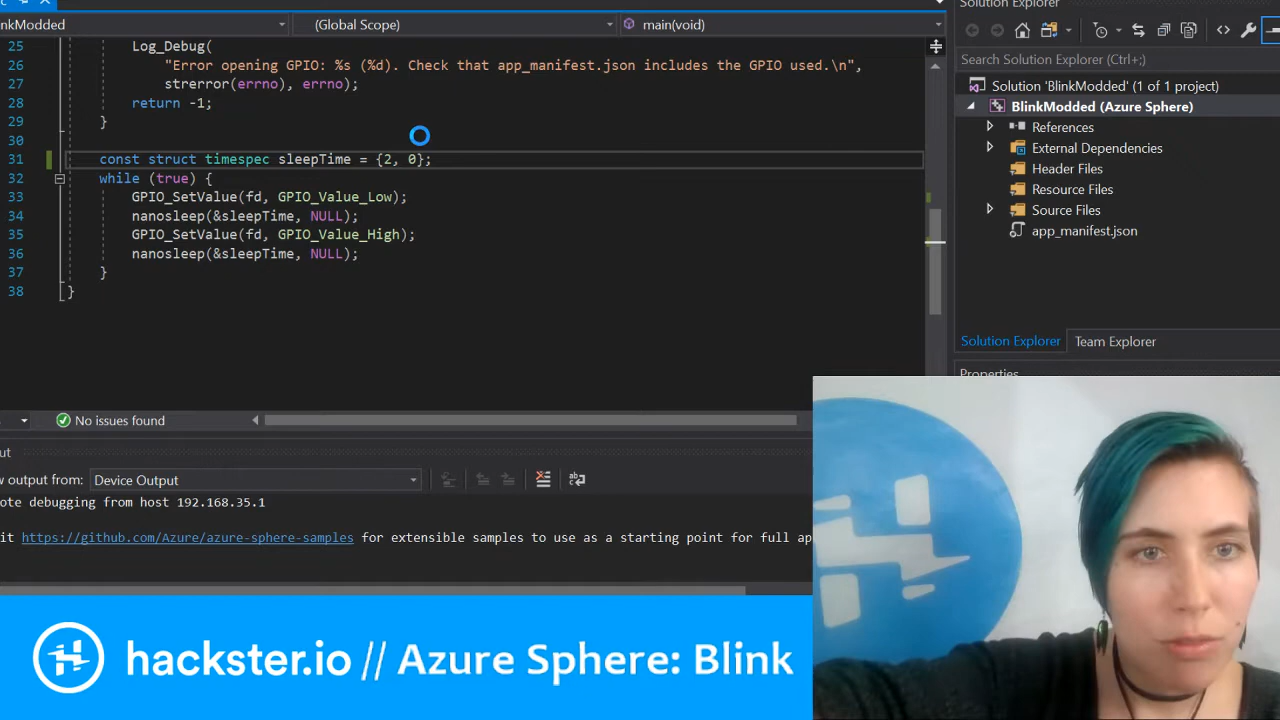 inkModded
(Global Scope)
main(void)
Solution Explorer
Search Solution Explorer (Ctrl+;)
Solution 'BlinkModded' (1 of 1 project)
BlinkModded (Azure Sphere)
References
External Dependencies
Header Files
Resource Files
Source Files
app_manifest.json
Solution Explorer
Team Explorer
Properties
25 Log_Debug(
26 "Error opening GPIO: %s (%d). Check that app_manifest.json includes the GPIO used.\n",
27 strerror(errno), errno);
28 return -1;
29 }
30
31 const struct timespec sleepTime = {2, 0};
32 while (true) {
33 GPIO_SetValue(fd, GPIO_Value_Low);
34 nanosleep(&sleepTime, NULL);
35 GPIO_SetValue(fd, GPIO_Value_High);
36 nanosleep(&sleepTime, NULL);
37 }
38 }
No issues found
ut
w output from: Device Output
ote debugging from host 192.168.35.1
it https://github.com/Azure/azure-sphere-samples for extensible samples to use as a starting point for full ap
hackster.io // Azure Sphere: Blink